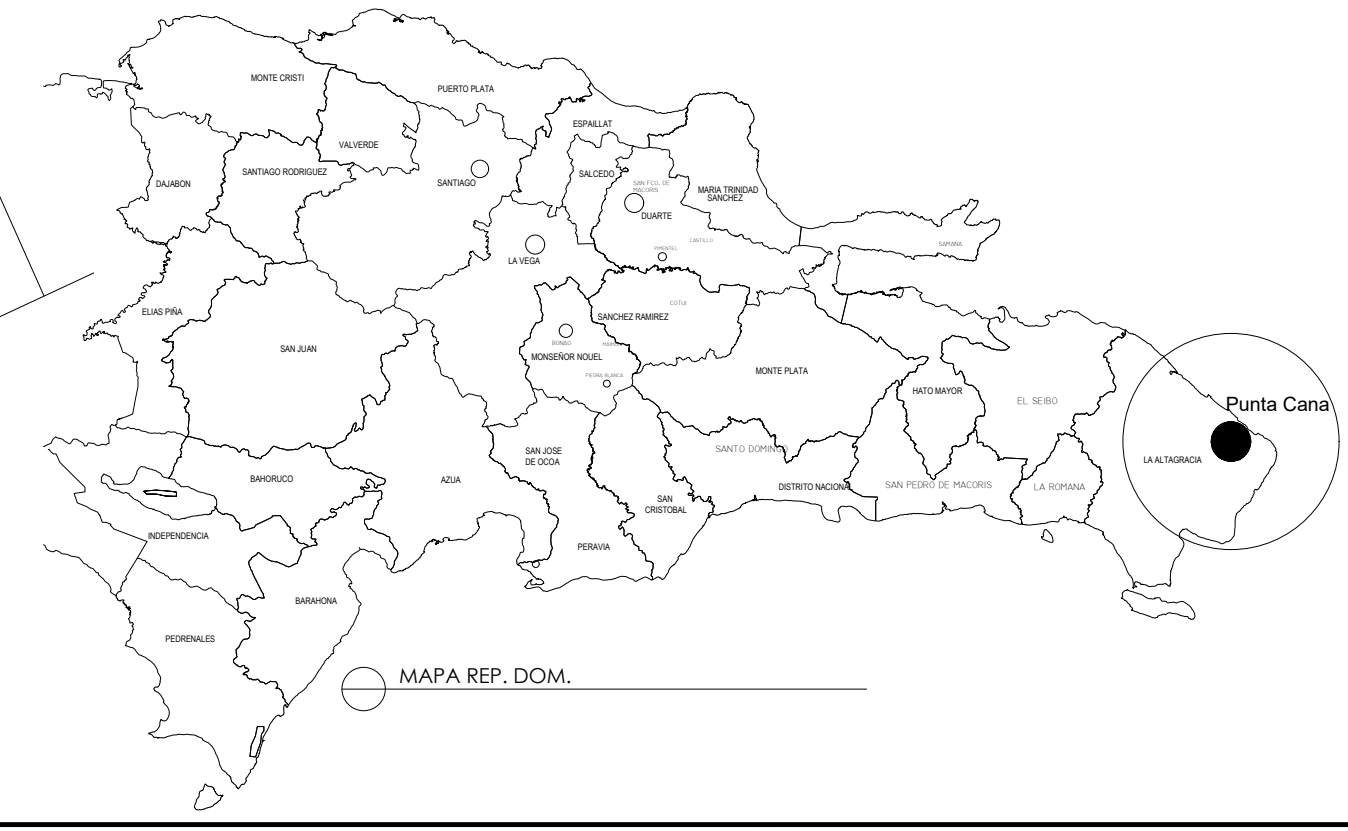 MONTE CRISTI
PUERTO PLATA
ESPAILLAT
VALVERDE
SANTIAGO RODRIGUEZ
SALCEDO
DAJABON
SANTIAGO
SAN FCO. DE
MACORIS
MARIA TRINIDAD
SANCHEZ
DUARTE
CASTILLO
PIMENTEL
SAMANA
LA VEGA
COTUI
ELIAS PIÑA
SANCHEZ RAMIREZ
BONAO
MAIMON
SAN JUAN
MONSEÑOR NOUEL
MONTE PLATA
PIEDRA BLANCA
HATO MAYOR
EL SEIBO
Punta Cana
SAN JOSE
DE OCOA
SANTO DOMINGO
LA ALTAGRACIA
BAHORUCO
AZUA
DISTRITO NACIONAL
SAN PEDRO DE MACORIS
LA ROMANA
SAN
CRISTOBAL
INDEPENDENCIA
PERAVIA
BARAHONA
PEDRENALES
MAPA REP. DOM.